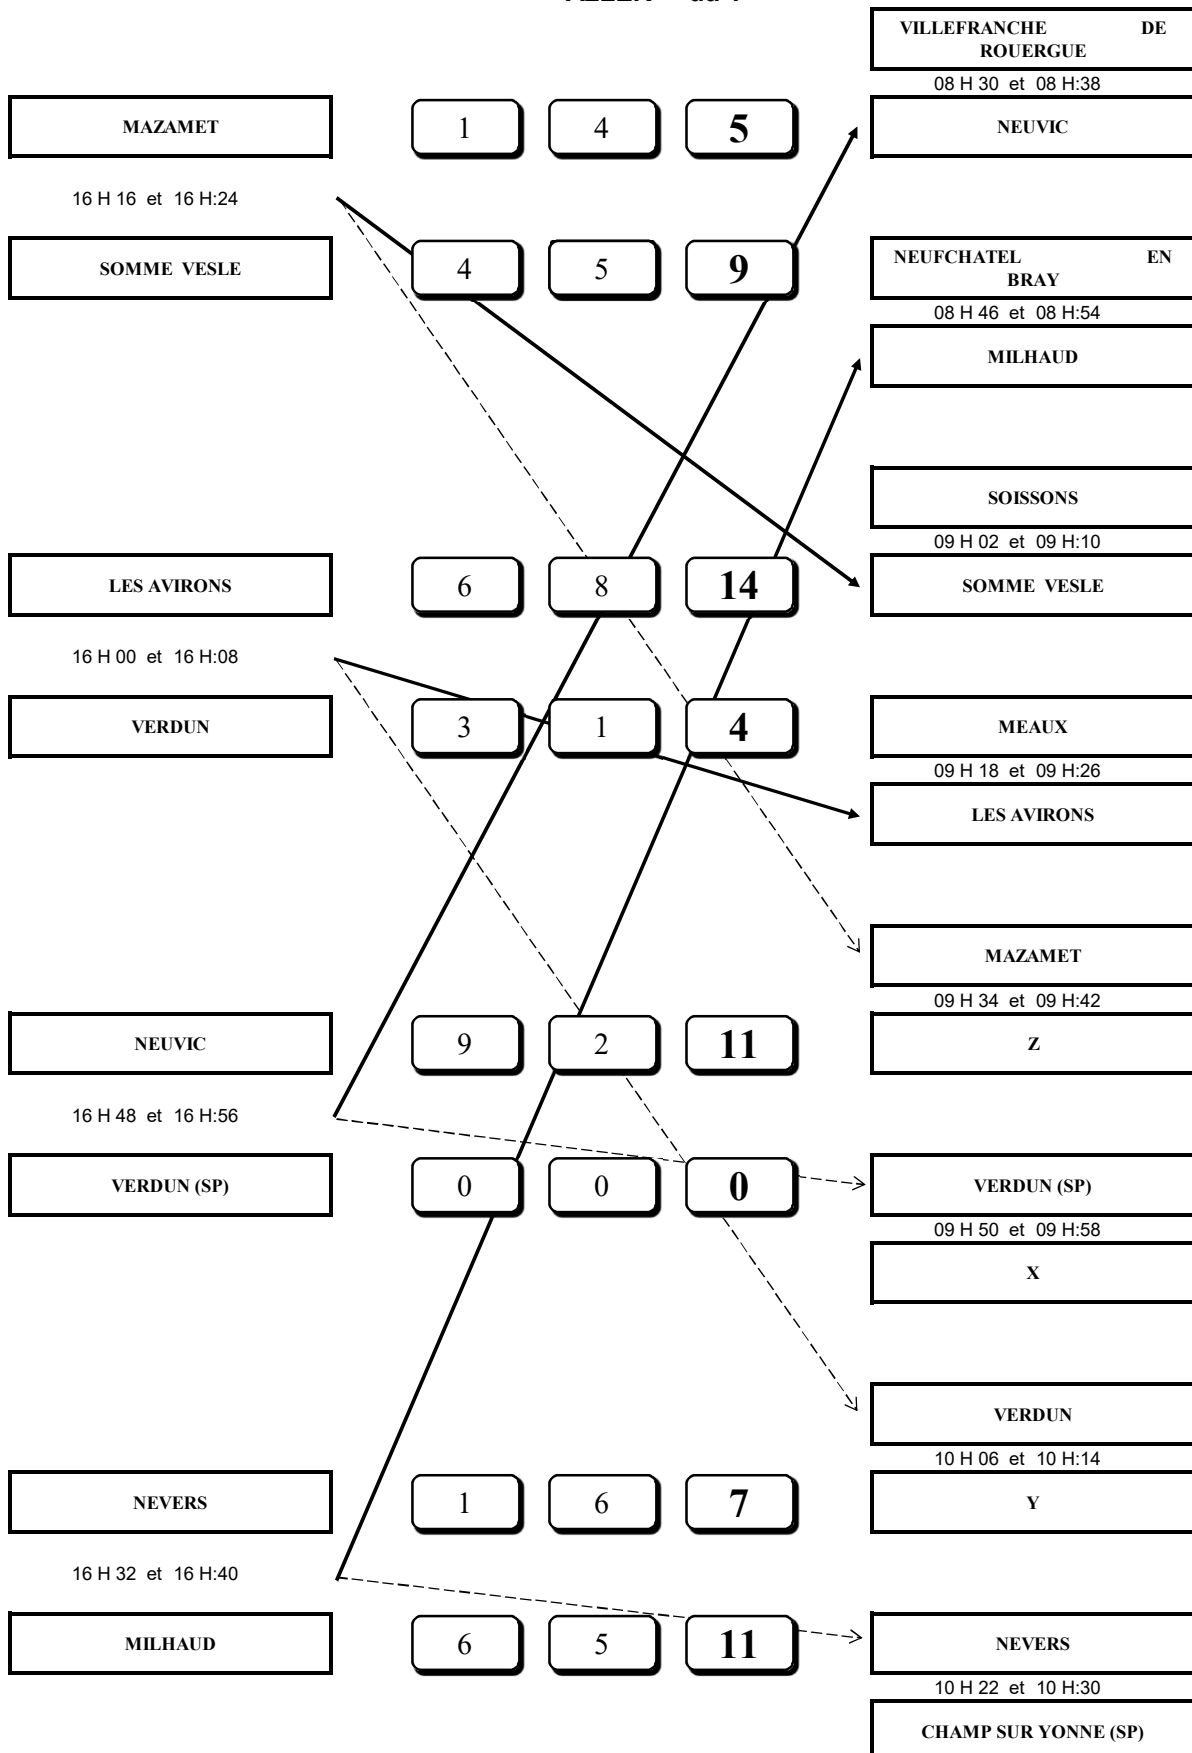 VILLEFRANCHE DE
ROUERGUE
08 H 30 et 08 H:38
MAZAMET 1 4 5 NEUVIC
16 H 16 et 16 H:24
SOMME VESLE 4 5 9
NEUFCHATEL EN
BRAY
08 H 46 et 08 H:54
MILHAUD
SOISSONS
09 H 02 et 09 H:10
LES AVIRONS 6 8 14 SOMME VESLE
16 H 00 et 16 H:08
VERDUN 3 1 4 MEAUX
09 H 18 et 09 H:26
LES AVIRONS
MAZAMET
09 H 34 et 09 H:42
NEUVIC 9 2 11 Z
16 H 48 et 16 H:56
VERDUN (SP) 0 0 0 VERDUN (SP)
09 H 50 et 09 H:58
X
VERDUN
10 H 06 et 10 H:14
NEVERS 1 6 7 Y
16 H 32 et 16 H:40
MILHAUD 6 5 11 NEVERS
10 H 22 et 10 H:30
CHAMP SUR YONNE (SP)